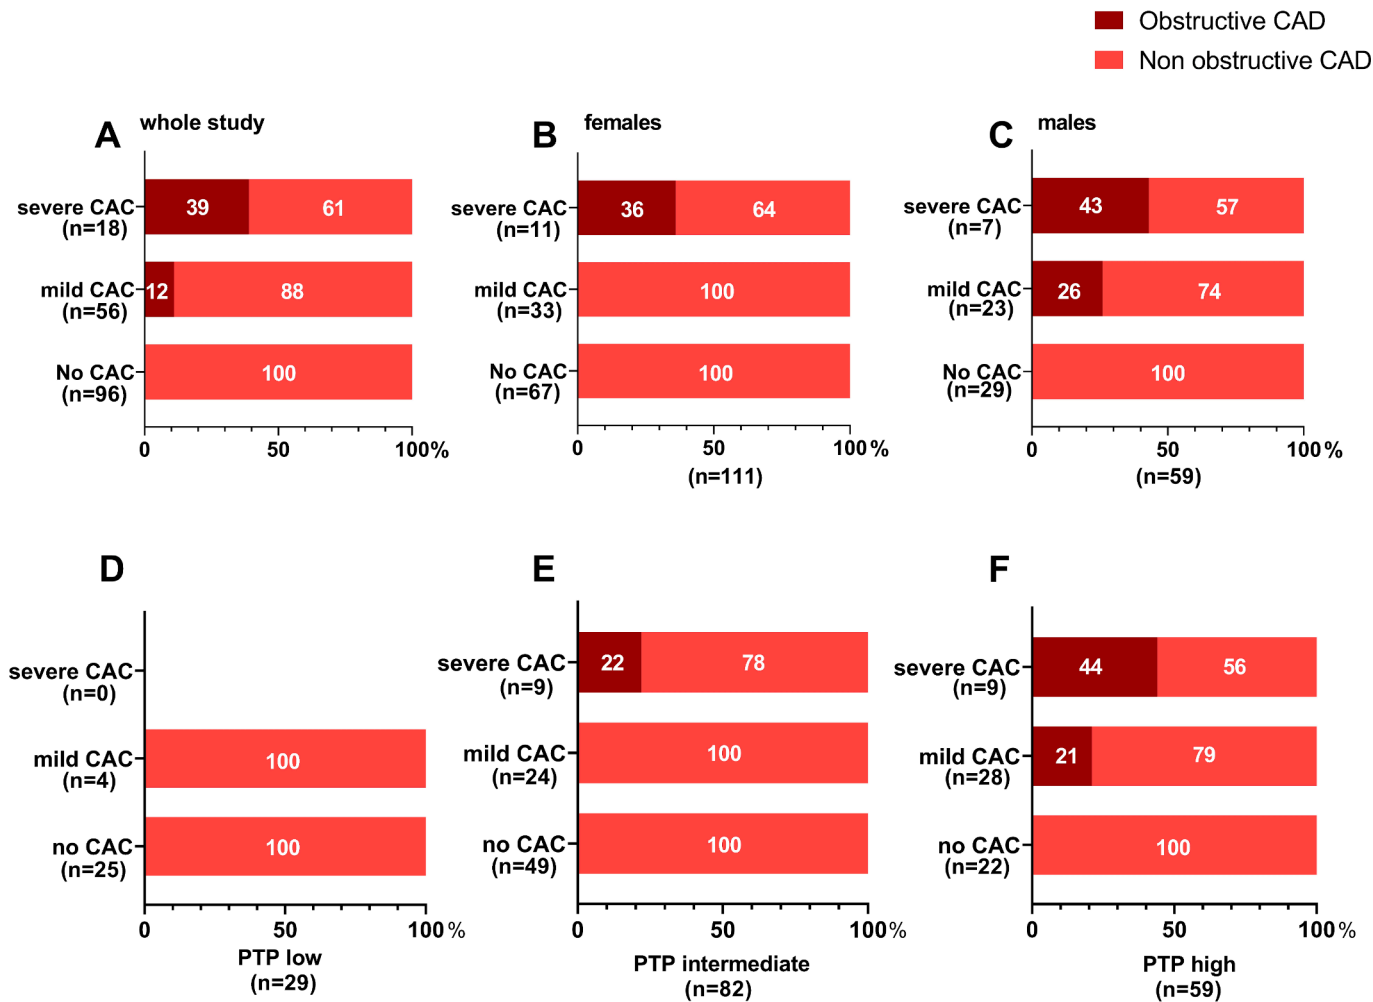 Obstructive CAD
Non obstructive CAD
A whole study
severe CAC
(n=18)
39 61
mild CAC
(n=56)
12 88
No CAC
(n=96)
100
0 50 100%
B females
severe CAC
(n=11)
36 64
mild CAC
(n=33)
100
No CAC
(n=67)
100
0 50 100%
(n=111)
C males
severe CAC
(n=7)
43 57
mild CAC
(n=23)
26 74
No CAC
(n=29)
100
0 50 100%
(n=59)
D
severe CAC
(n=0)
mild CAC
(n=4)
100
no CAC
(n=25)
100
0 50 100%
PTP low
(n=29)
E
severe CAC
(n=9)
22 78
mild CAC
(n=24)
100
no CAC
(n=49)
100
0 50 100%
PTP intermediate
(n=82)
F
severe CAC
(n=9)
44 56
mild CAC
(n=28)
21 79
no CAC
(n=22)
100
0 50 100%
PTP high
(n=59)